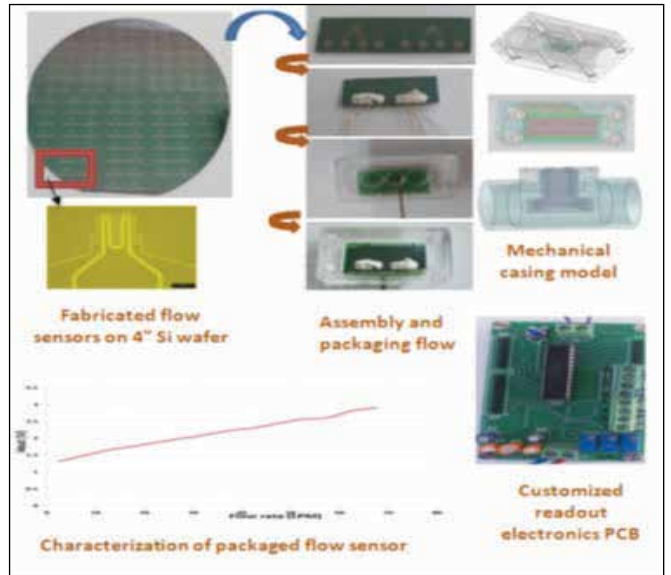 Mechanical
casing model
Fabricated flow
sensors on 4" Si wafer
Assembly and
packaging flow
Customized
readout
electronics PCB
Characterization of packaged flow sensor